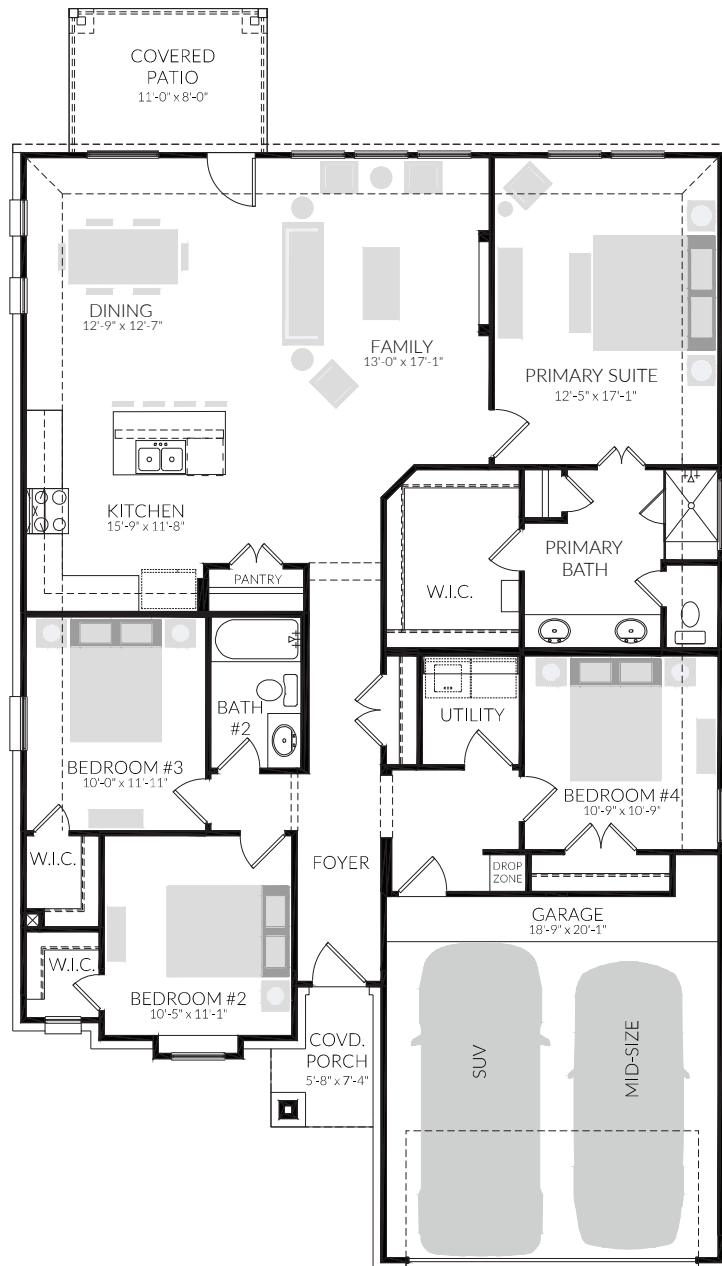 COVERED
PATIO
11'-0" x 8'-0"
DINING
12'-9" x 12'-7"
FAMILY
13'-0" x 17'-1"
PRIMARY SUITE
12'-5" x 17'-1"
KITCHEN
15'-9" x 11'-8"
PANTRY
W.I.C.
PRIMARY
BATH
BATH
#2
UTILITY
BEDROOM #3
10'-0" x 11'-11"
BEDROOM #4
10'-9" x 10'-9"
W.I.C.
FOYER
DROP
ZONE
GARAGE
18'-9" x 20'-1"
W.I.C.
BEDROOM #2
10'-5" x 11'-1"
COVD.
PORCH
5'-8" x 7'-4"
SUV
MID-SIZE